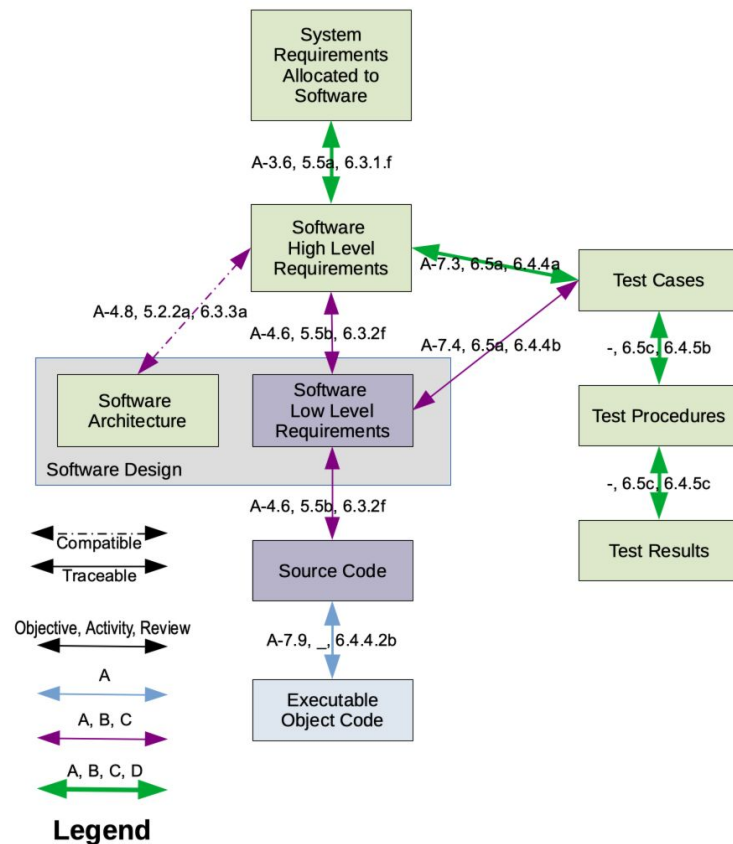 System
Requirements
Allocated to
Software
A-3.6, 5.5a, 6.3.1.f
Software
High Level
Requirements
A-7.3, 6.5a, 6.4.4a
Test Cases
A-4.8, 5.2.2a, 6.3.3a
A-4.6, 5.5b, 6.3.2f
A-7.4, 6.5a, 6.4.4b
-, 6.5c, 6.4.5b
Software
Architecture
Software
Low Level
Requirements
Software Design
Test Procedures
-, 6.5c, 6.4.5c
A-4.6, 5.5b, 6.3.2f
Test Results
Compatible
Traceable
Source Code
Objective, Activity, Review
A-7.9, _, 6.4.4.2b
A
Executable
Object Code
A, B, C
A, B, C, D
Legend